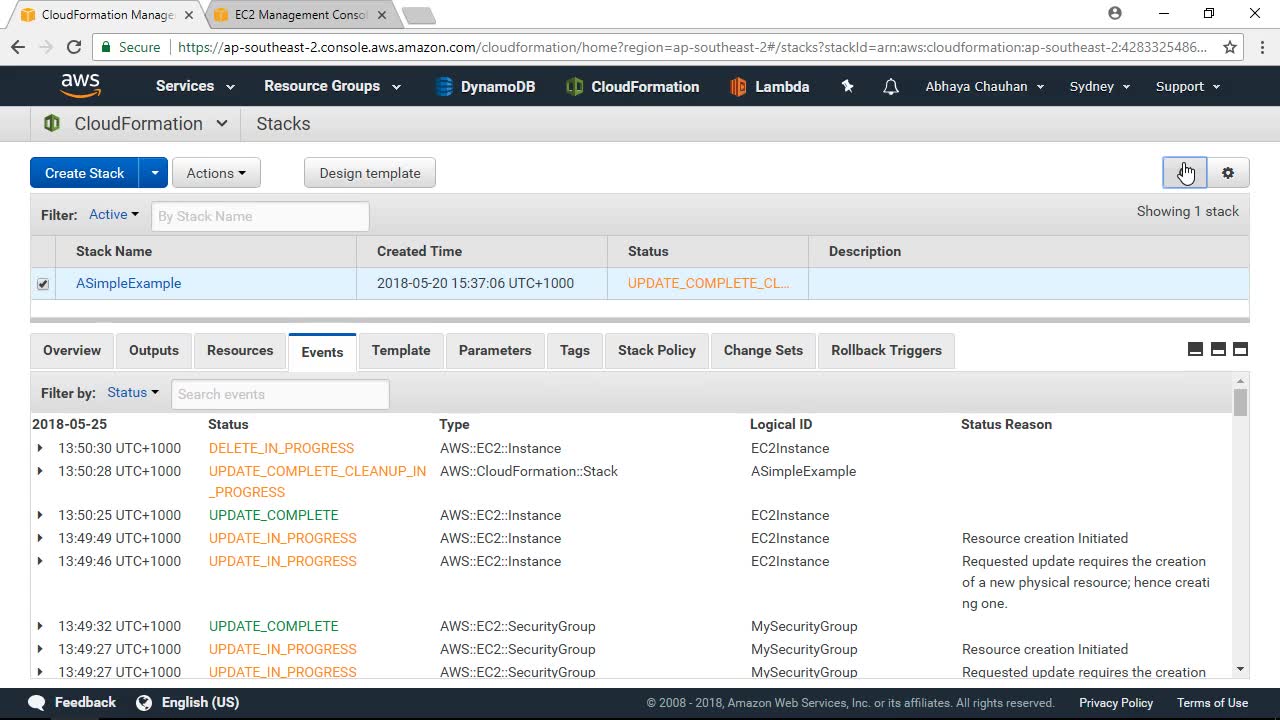 CloudFormation Manage
EC2 Management Consol
Secure
https://ap-southeast-2.console.aws.amazon.com/cloudformation/home?region=ap-southeast-2#/stacks?stackId=arn:aws:cloudformation:ap-southeast-2:4283325486...
aws Services Resource Groups DynamoDB CloudFormation Lambda Abhaya Chauhan Sydney Support
CloudFormation Stacks
Create Stack Actions Design template
Filter: Active By Stack Name Showing 1 stack
Stack Name Created Time Status Description
ASimpleExample 2018-05-20 15:37:06 UTC+1000 UPDATE_COMPLETE_CL...
Overview Outputs Resources Events Template Parameters Tags Stack Policy Change Sets Rollback Triggers
Filter by: Status Search events
2018-05-25 Status Type Logical ID Status Reason
13:50:30 UTC+1000 DELETE_IN_PROGRESS AWS::EC2::Instance EC2Instance
13:50:28 UTC+1000 UPDATE_COMPLETE_CLEANUP_IN AWS::CloudFormation::Stack ASimpleExample
_PROGRESS
13:50:25 UTC+1000 UPDATE_COMPLETE AWS::EC2::Instance EC2Instance
13:49:49 UTC+1000 UPDATE_IN_PROGRESS AWS::EC2::Instance EC2Instance Resource creation Initiated
13:49:46 UTC+1000 UPDATE_IN_PROGRESS AWS::EC2::Instance EC2Instance Requested update requires the creation
of a new physical resource; hence creati
ng one.
13:49:32 UTC+1000 UPDATE_COMPLETE AWS::EC2::SecurityGroup MySecurityGroup
13:49:27 UTC+1000 UPDATE_IN_PROGRESS AWS::EC2::SecurityGroup MySecurityGroup Resource creation Initiated
13:49:27 UTC+1000 UPDATE_IN_PROGRESS AWS::EC2::SecurityGroup MySecurityGroup Requested update requires the creation
Feedback English (US) © 2008 - 2018, Amazon Web Services, Inc. or its affiliates. All rights reserved. Privacy Policy Terms of Use